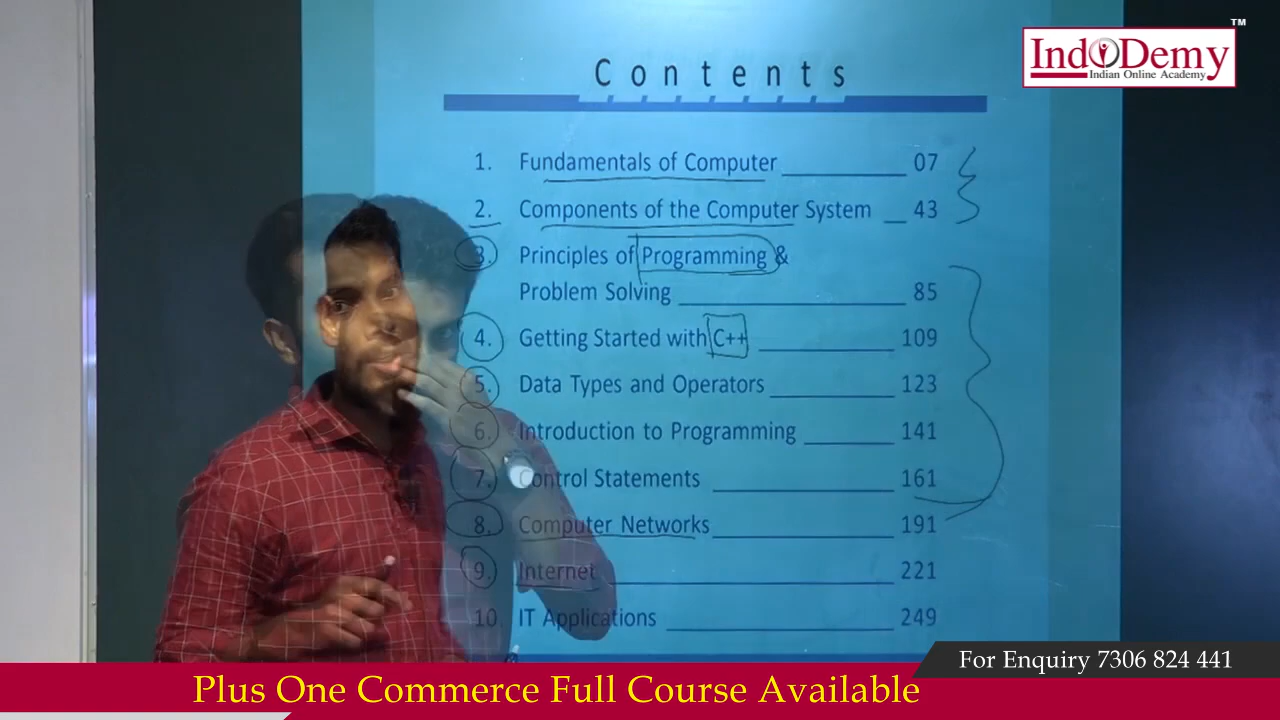 IndoDemy
TM
Indian Online Academy
Contents
1. Fundamentals of Computer 07
2. Components of the Computer System 43
3. Principles of Programming &
Problem Solving 85
4. Getting Started with C++ 109
5. Data Types and Operators 123
6. Introduction to Programming 141
7. Control Statements 161
8. Computer Networks 191
9. Internet 221
10. IT Applications 249
For Enquiry 7306 824 441
Plus One Commerce Full Course Available